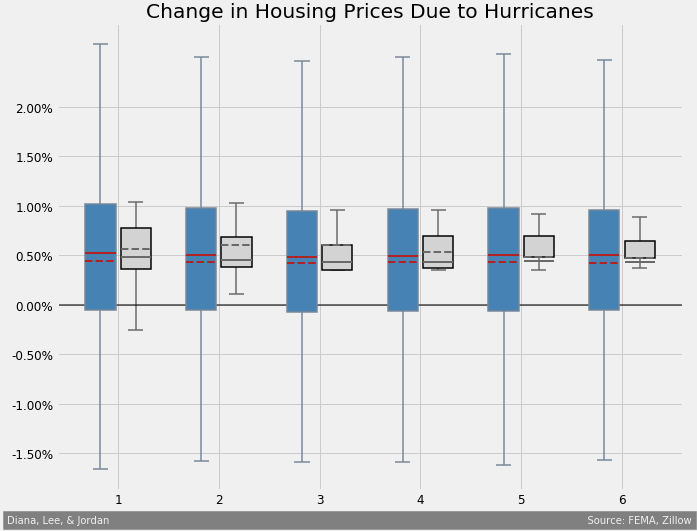 Change in Housing Prices Due to Hurricanes
2.00%
1.50%
1.00%
0.50%
0.00%
-0.50%
-1.00%
-1.50%
1 2 3 4 5 6
Diana, Lee, & Jordan Source: FEMA, Zillow